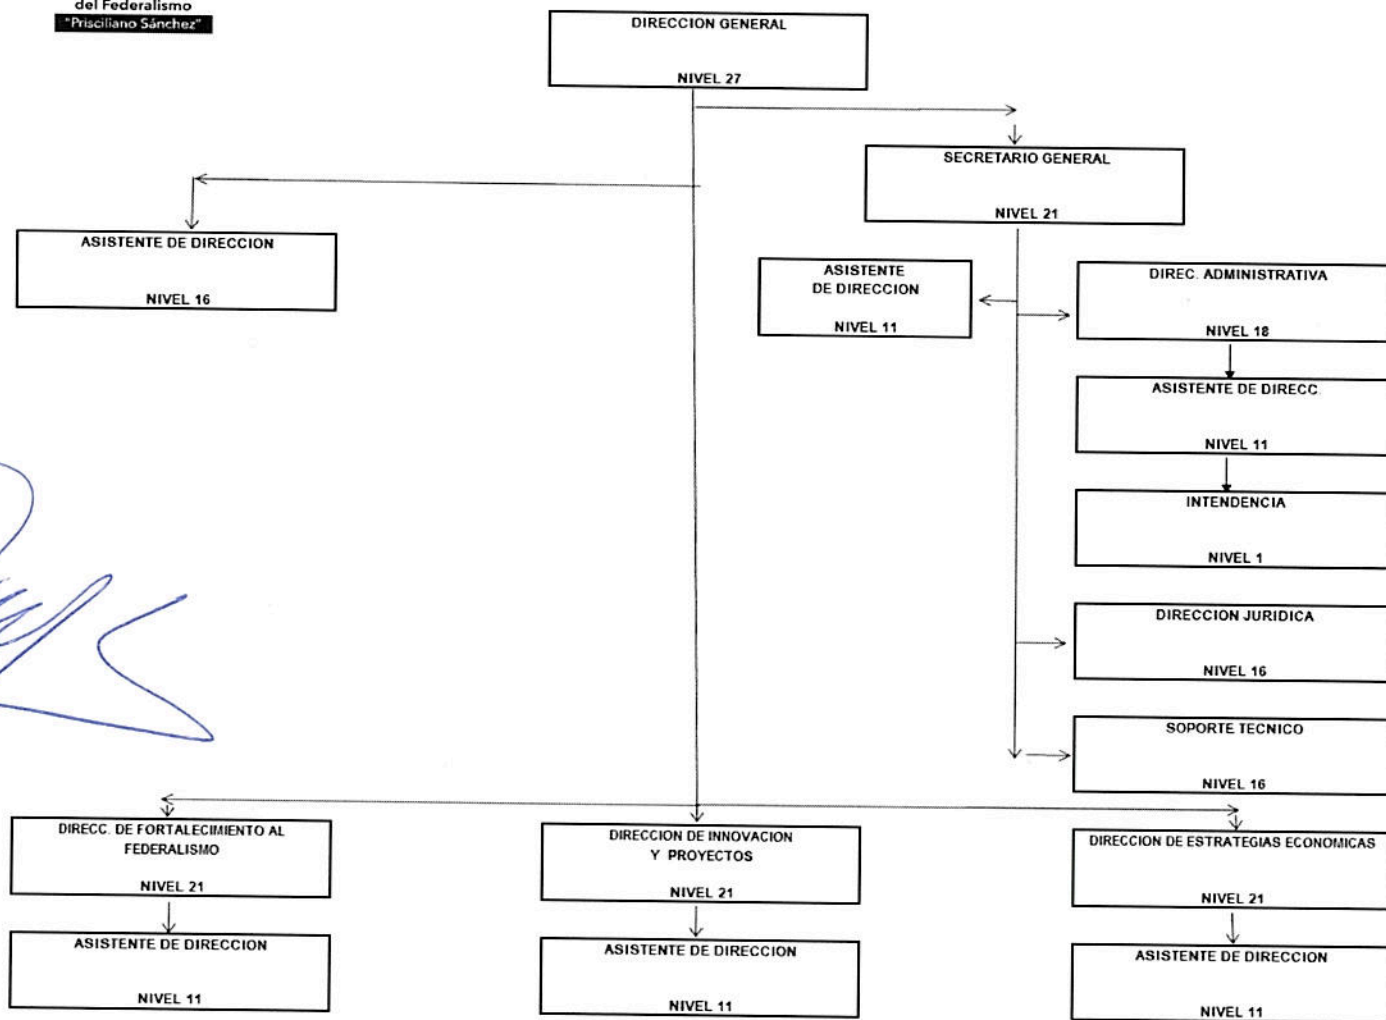 del Federalismo
"Prisciliano Sánchez"
DIRECCION GENERAL
NIVEL 27
SECRETARIO GENERAL
NIVEL 21
ASISTENTE DE DIRECCION
NIVEL 16
ASISTENTE
DE DIRECCION
NIVEL 11
DIREC. ADMINISTRATIVA
NIVEL 18
ASISTENTE DE DIRECC.
NIVEL 11
INTENDENCIA
NIVEL 1
DIRECCION JURIDICA
NIVEL 16
SOPORTE TECNICO
NIVEL 16
DIRECC. DE FORTALECIMIENTO AL
FEDERALISMO
NIVEL 21
DIRECCION DE INNOVACION
Y PROYECTOS
NIVEL 21
DIRECCION DE ESTRATEGIAS ECONOMICAS
NIVEL 21
ASISTENTE DE DIRECCION
NIVEL 11
ASISTENTE DE DIRECCION
NIVEL 11
ASISTENTE DE DIRECCION
NIVEL 11